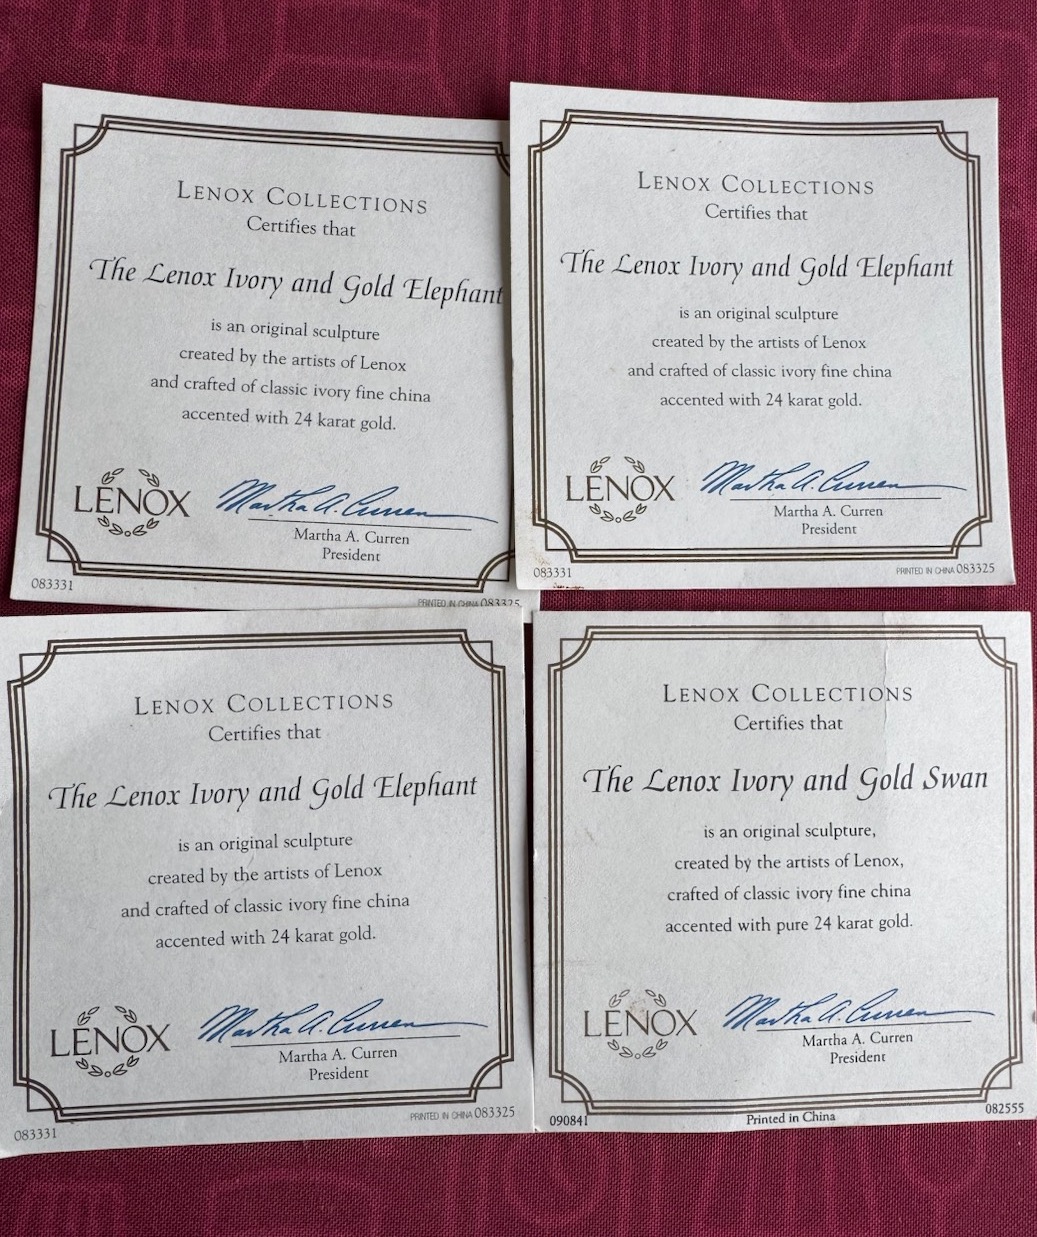 LENOX COLLECTIONS
Certifies that
The Lenox Ivory and Gold Elephant
is an original sculpture
created by the artists of Lenox
and crafted of classic ivory fine china
accented with 24 karat gold.
LENOX
Martha A. Curren
Martha A. Curren
President
083331
PRINTED IN CHINA 083325
LENOX COLLECTIONS
Certifies that
The Lenox Ivory and Gold Elephant
is an original sculpture
created by the artists of Lenox
and crafted of classic ivory fine china
accented with 24 karat gold.
LENOX
Martha A. Curren
Martha A. Curren
President
083331
PRINTED IN CHINA 083325
LENOX COLLECTIONS
Certifies that
The Lenox Ivory and Gold Elephant
is an original sculpture
created by the artists of Lenox
and crafted of classic ivory fine china
accented with 24 karat gold.
LENOX
Martha A. Curren
Martha A. Curren
President
083331
PRINTED IN CHINA 083325
LENOX COLLECTIONS
Certifies that
The Lenox Ivory and Gold Swan
is an original sculpture,
created by the artists of Lenox,
crafted of classic ivory fine china
accented with pure 24 karat gold.
LENOX
Martha A. Curren
Martha A. Curren
President
090841
Printed in China
082555